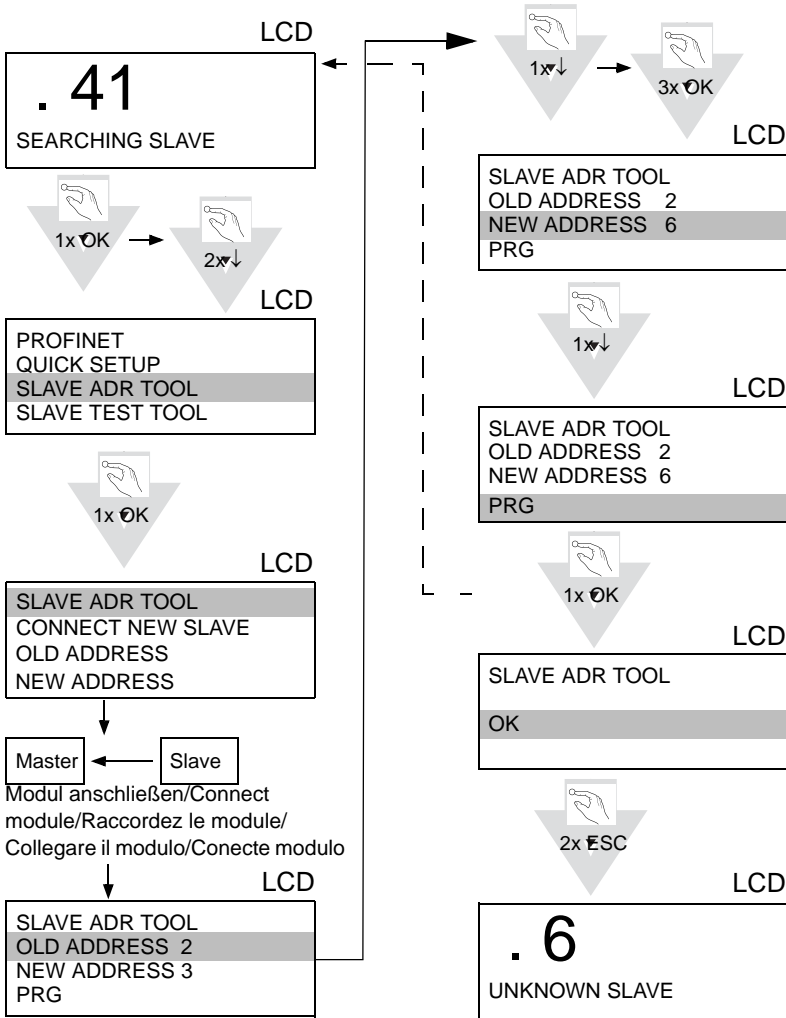 LCD
. 41
SEARCHING SLAVE
1x OK
2x ↓
LCD
PROFINET
QUICK SETUP
SLAVE ADR TOOL
SLAVE TEST TOOL
1x OK
LCD
SLAVE ADR TOOL
CONNECT NEW SLAVE
OLD ADDRESS
NEW ADDRESS
Master
Slave
Modul anschließen/Connect
module/Raccordez le module/
Collegare il modulo/Conecte modulo
LCD
SLAVE ADR TOOL
OLD ADDRESS 2
NEW ADDRESS 3
PRG
1x ↓
3x OK
LCD
SLAVE ADR TOOL
OLD ADDRESS 2
NEW ADDRESS 6
PRG
1x ↓
LCD
SLAVE ADR TOOL
OLD ADDRESS 2
NEW ADDRESS 6
PRG
1x OK
LCD
SLAVE ADR TOOL
OK
2x ESC
LCD
. 6
UNKNOWN SLAVE